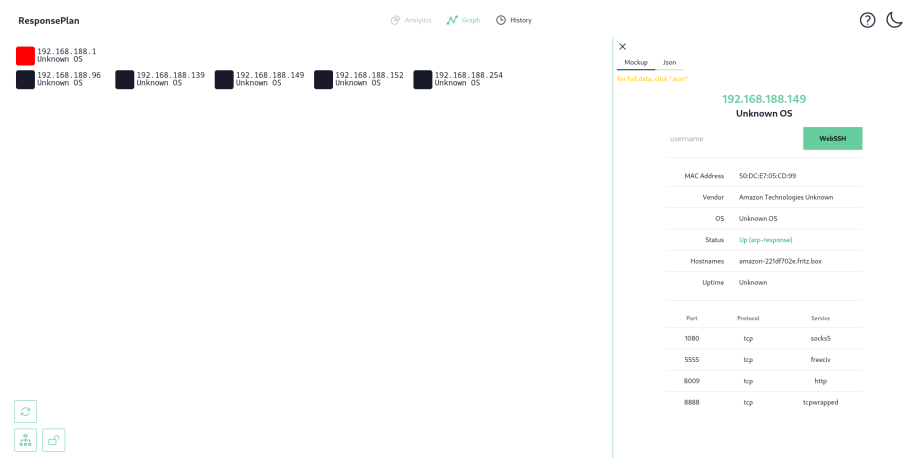 ResponsePlan
Analytics
Graph
History
192.168.188.1
Unknown OS
192.168.188.96
Unknown OS
192.168.188.139
Unknown OS
192.168.188.149
Unknown OS
192.168.188.152
Unknown OS
192.168.188.254
Unknown OS
Mockup Json
for full data, click "Json"
192.168.188.149
Unknown OS
username WebSSH
MAC Address 50:DC:E7:05:CD:99
Vendor Amazon Technologies Unknown
OS Unknown OS
Status Up (arp-response)
Hostnames amazon-221df702e.fritz.box
Uptime Unknown
Port Protocol Service
1080 tcp socks5
5555 tcp freeciv
8009 tcp http
8888 tcp tcpwrapped